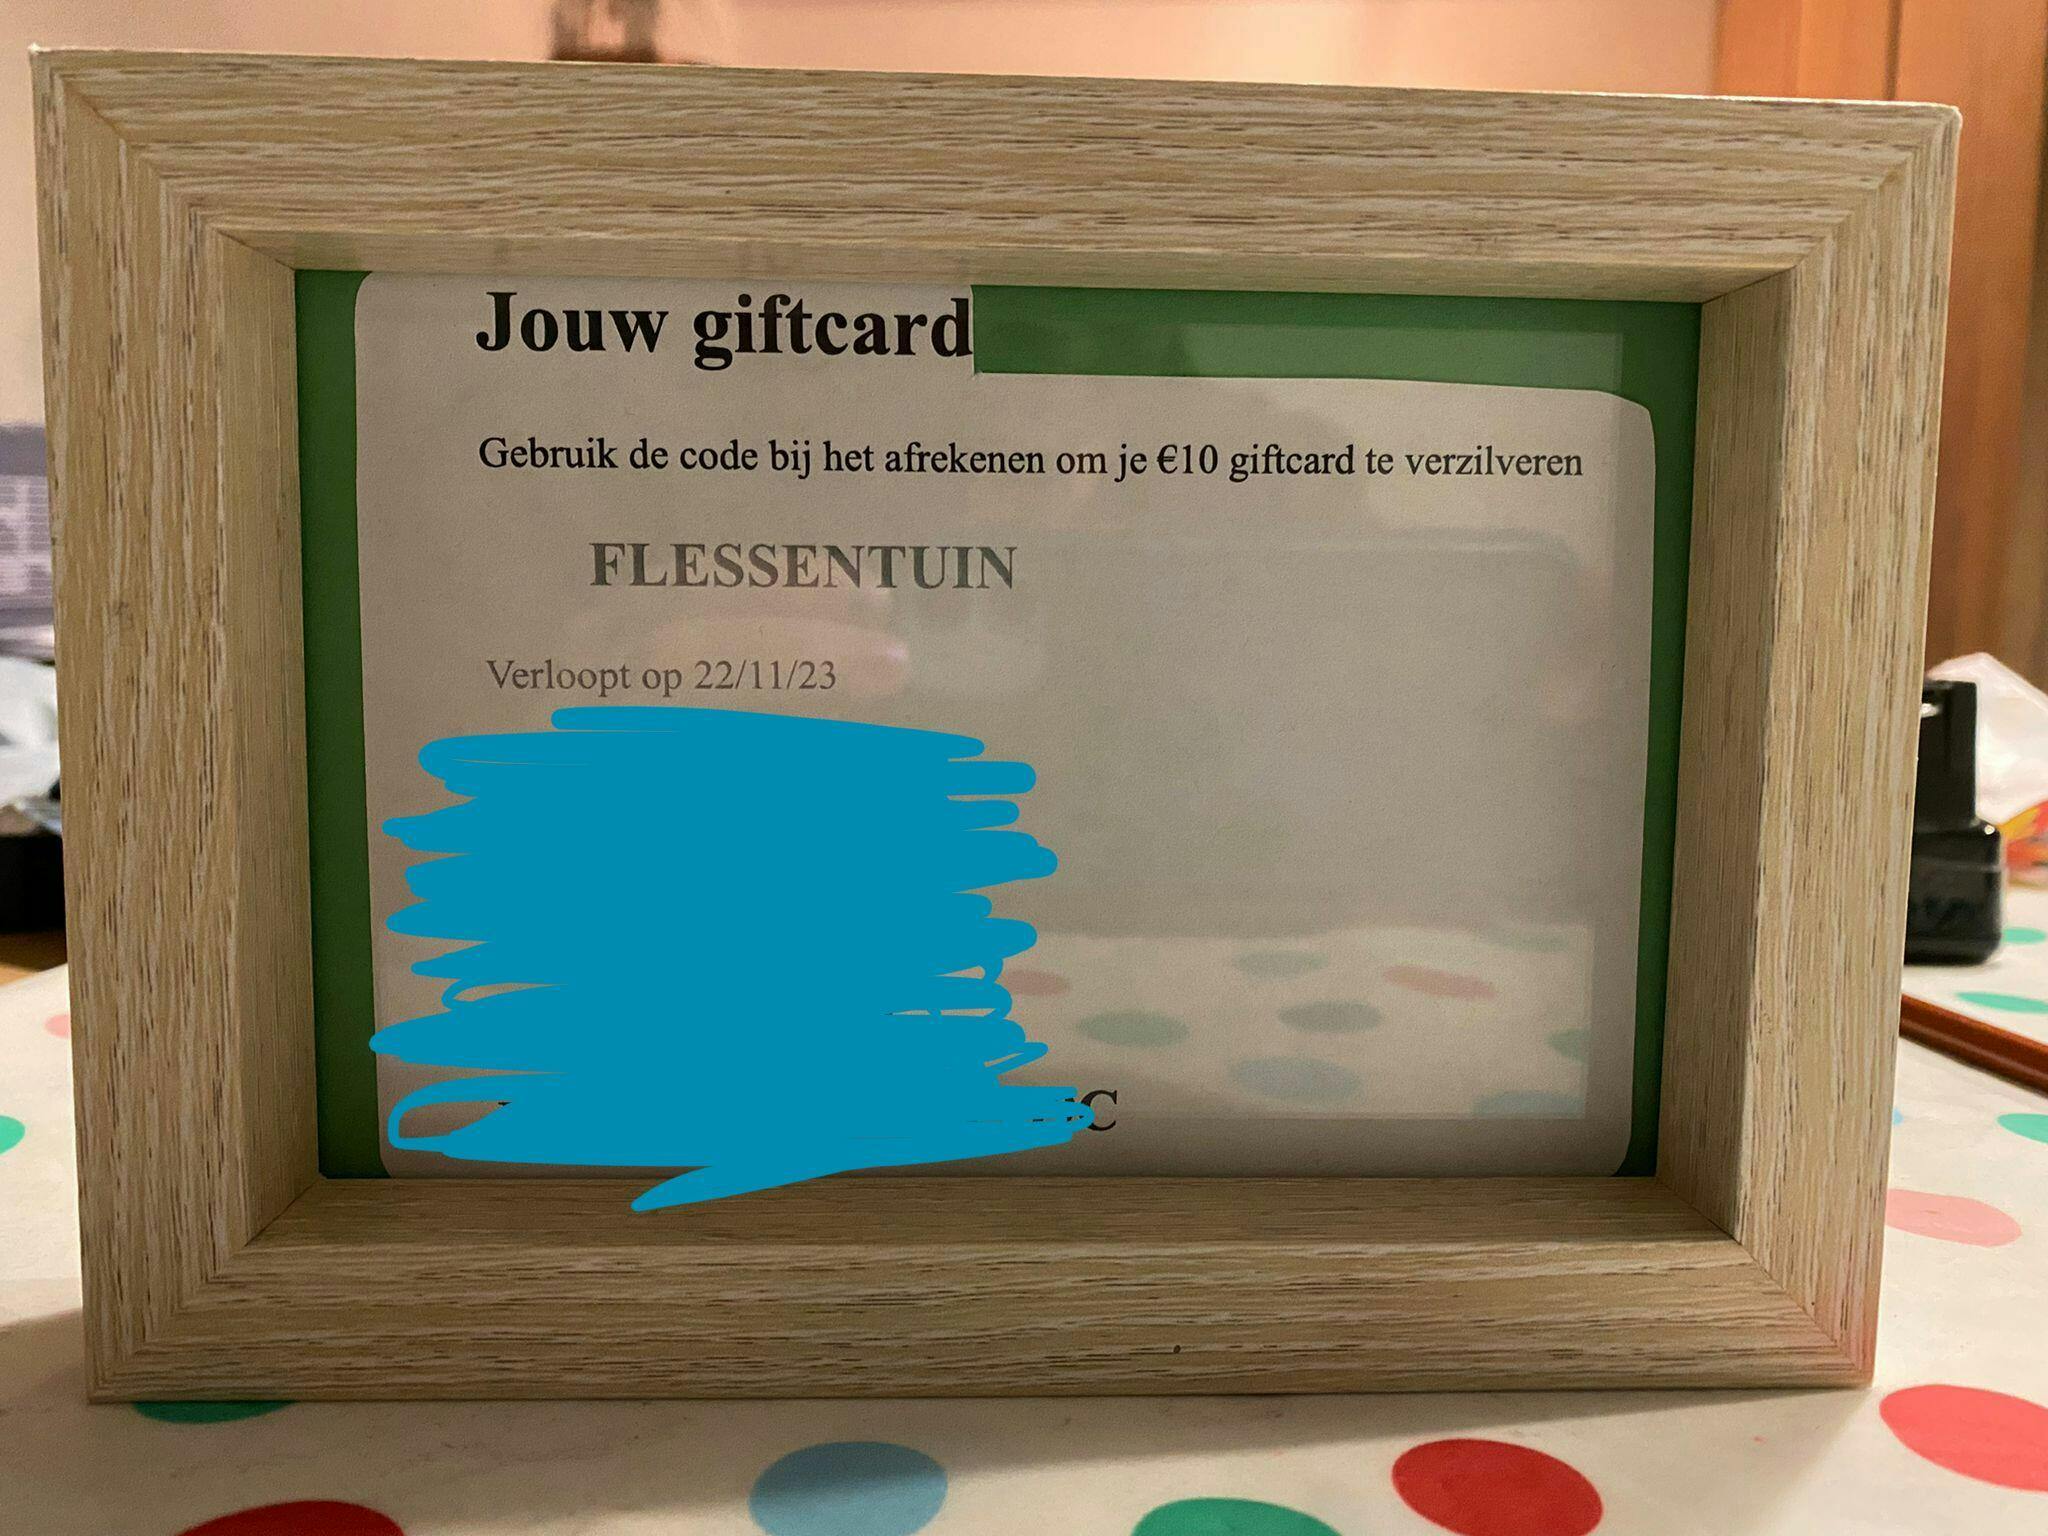 Jouw giftcard
Gebruik de code bij het afrekenen om je €10 giftcard te verzilveren
FLESSENTUIN
Verloopt op 22/11/23